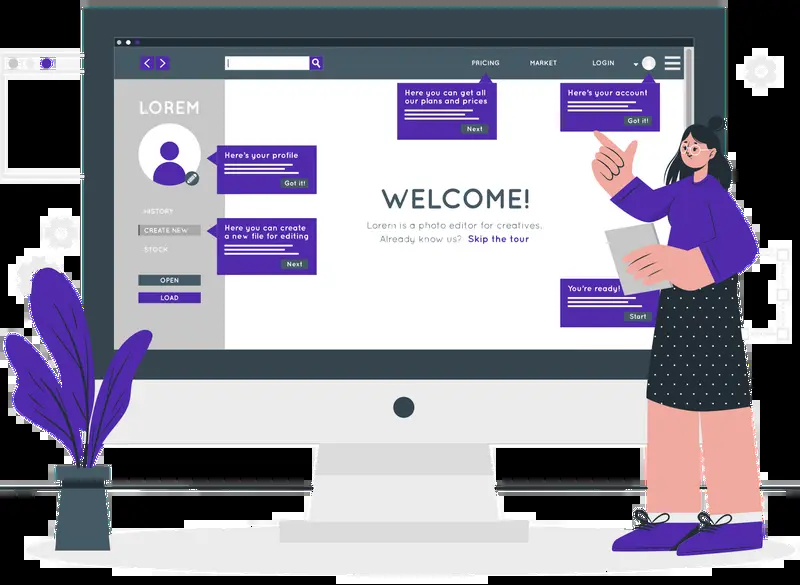 PRICING
MARKET
LOGIN
Here you can get all
our plans and prices
Next
Here's your account
Got it!
LOREM
Here's your profile
Got it!
HISTORY
CREATE NEW
STOCK
Here you can create
a new file for editing
Next
OPEN
LOAD
WELCOME!
Lorem is a photo editor for creatives.
Already know us? Skip the tour
You're ready!
Start